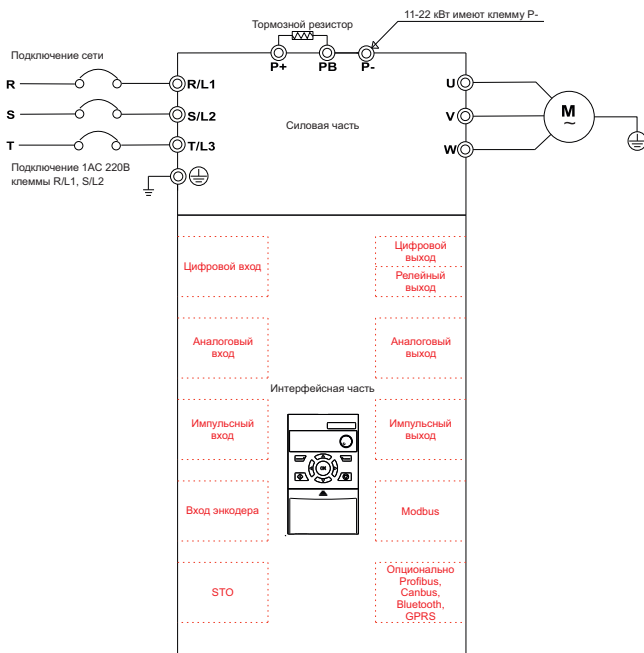 11-22 кВт имеют клемму P-
Тормозной резистор
Подключение сети
P+
PB
P-
R
R/L1
U
S
S/L2
V
M
~
Силовая часть
T
T/L3
W
Подключение 1AC 220В
клеммы R/L1, S/L2
Цифровой вход
Цифровой
выход
Релейный
выход
Аналоговый
вход
Аналоговый
выход
Интерфейсная часть
Импульсный
вход
Импульсный
выход
Вход энкодера
Modbus
STO
Опционально
Profibus,
Canbus,
Bluetooth,
GPRS